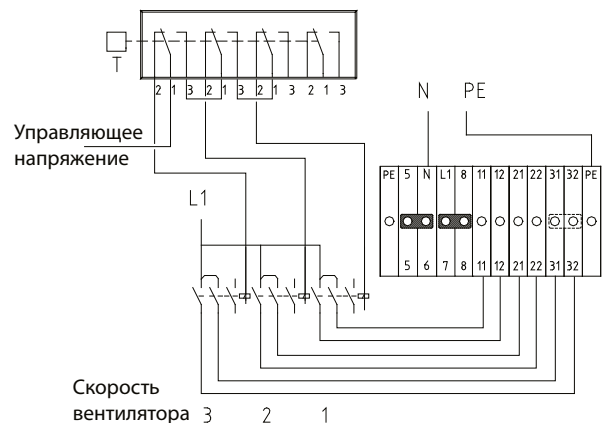 T
2 1 3 2 1 3 2 1 3 2 1 3
N PE
Управляющее
напряжение
PE 5 N L1 8 11 12 21 22 31 32 PE
L1
5 6 7 8 11 12 21 22 31 32
Скорость
вентилятора 3 2 1